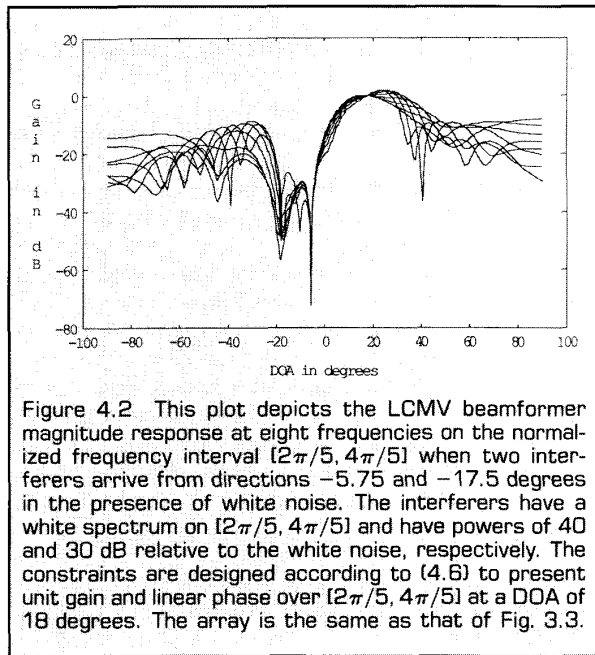 20
0
-20
-40
-60
-80
Gain in dB
-100 -80 -60 -40 -20 0 20 40 60 80 100
DOA in degrees
Figure 4.2 This plot depicts the LCMV beamformer
magnitude response at eight frequencies on the normal-
ized frequency interval [2π/5, 4π/5] when two inter-
ferers arrive from directions −5.75 and −17.5 degrees
in the presence of white noise. The interferers have a
white spectrum on [2π/5, 4π/5] and have powers of 40
and 30 dB relative to the white noise, respectively. The
constraints are designed according to (4.6) to present
unit gain and linear phase over [2π/5, 4π/5] at a DOA of
18 degrees. The array is the same as that of Fig. 3.3.